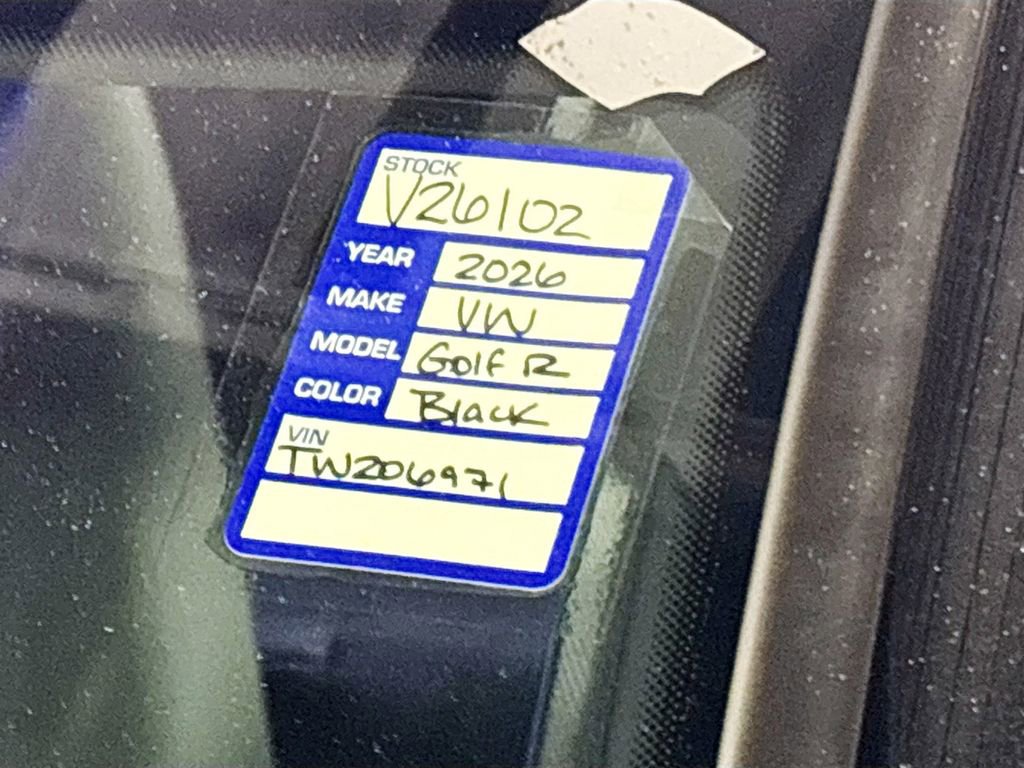 STOCK
V26102
YEAR 2026
MAKE VW
MODEL Golf R
COLOR Black
VIN
TW206971